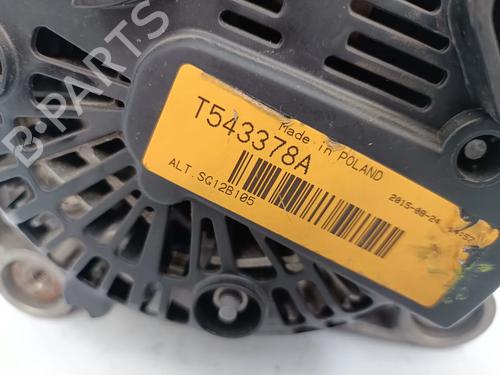 B-PARTS
T543378A
Made in POLAND
ALT.SG12B105
2015-08-24